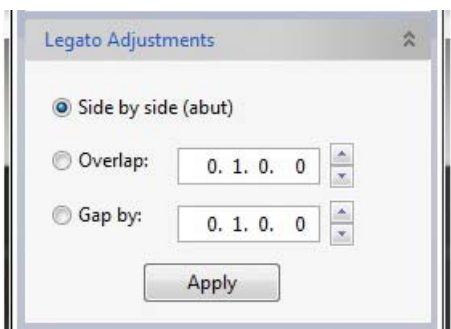 Legato Adjustments
Side by side (abut)
Overlap: 0. 1. 0. 0
Gap by: 0. 1. 0. 0
Apply